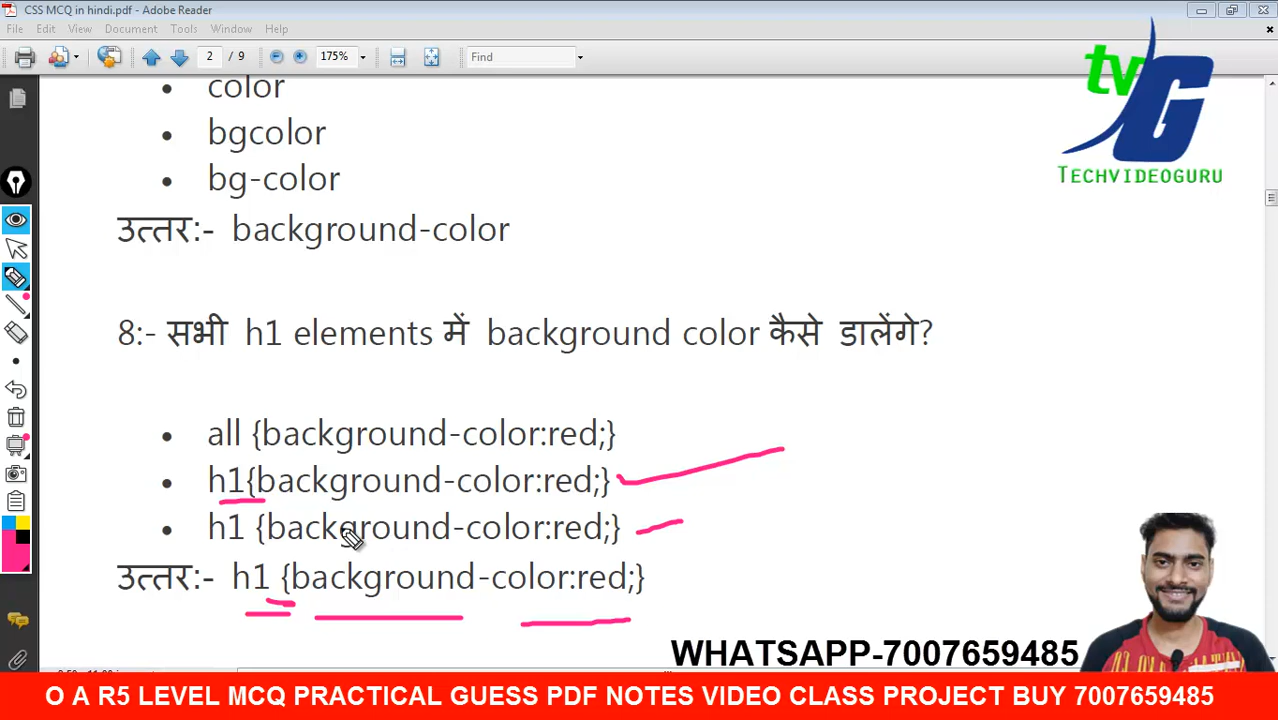 CSS MCQ in hindi.pdf - Adobe Reader
File Edit View Document Tools Window Help
2 / 9 175% Find
color
bgcolor
bg-color
उत्तर:- background-color
8:- सभी h1 elements में background color कैसे डालेंगे?
all {background-color:red;}
h1{background-color:red;}
h1 {background-color:red;}
उत्तर:- h1 {background-color:red;}
tv G
TECHVIDEOGURU
WHATSAPP-7007659485
O A R5 LEVEL MCQ PRACTICAL GUESS PDF NOTES VIDEO CLASS PROJECT BUY 7007659485